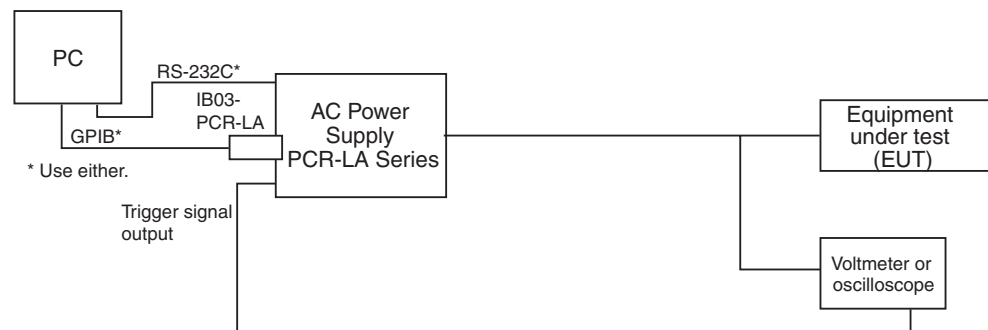 PC
RS-232C*
IB03-
PCR-LA
GPIB*
* Use either.
AC Power
Supply
PCR-LA Series
Equipment
under test
(EUT)
Trigger signal
output
Voltmeter or
oscilloscope